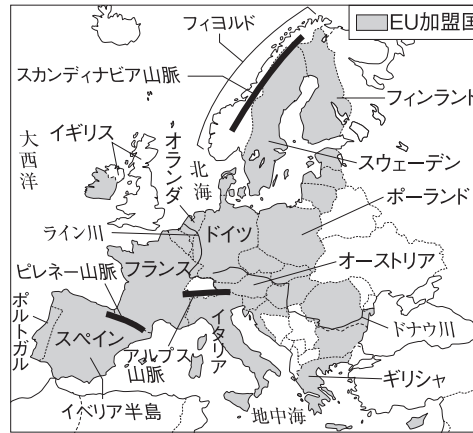 フィヨルド
EU加盟国
スカンディナビア山脈
フィンランド
大西洋
イギリス
オランダ
北海
スウェーデン
ポーランド
ライン川
ドイツ
ピレネー山脈
フランス
オーストリア
ポルトガル
スペイン
アルプス
山脈
イタリア
ドナウ川
ギリシャ
イベリア半島
地中海